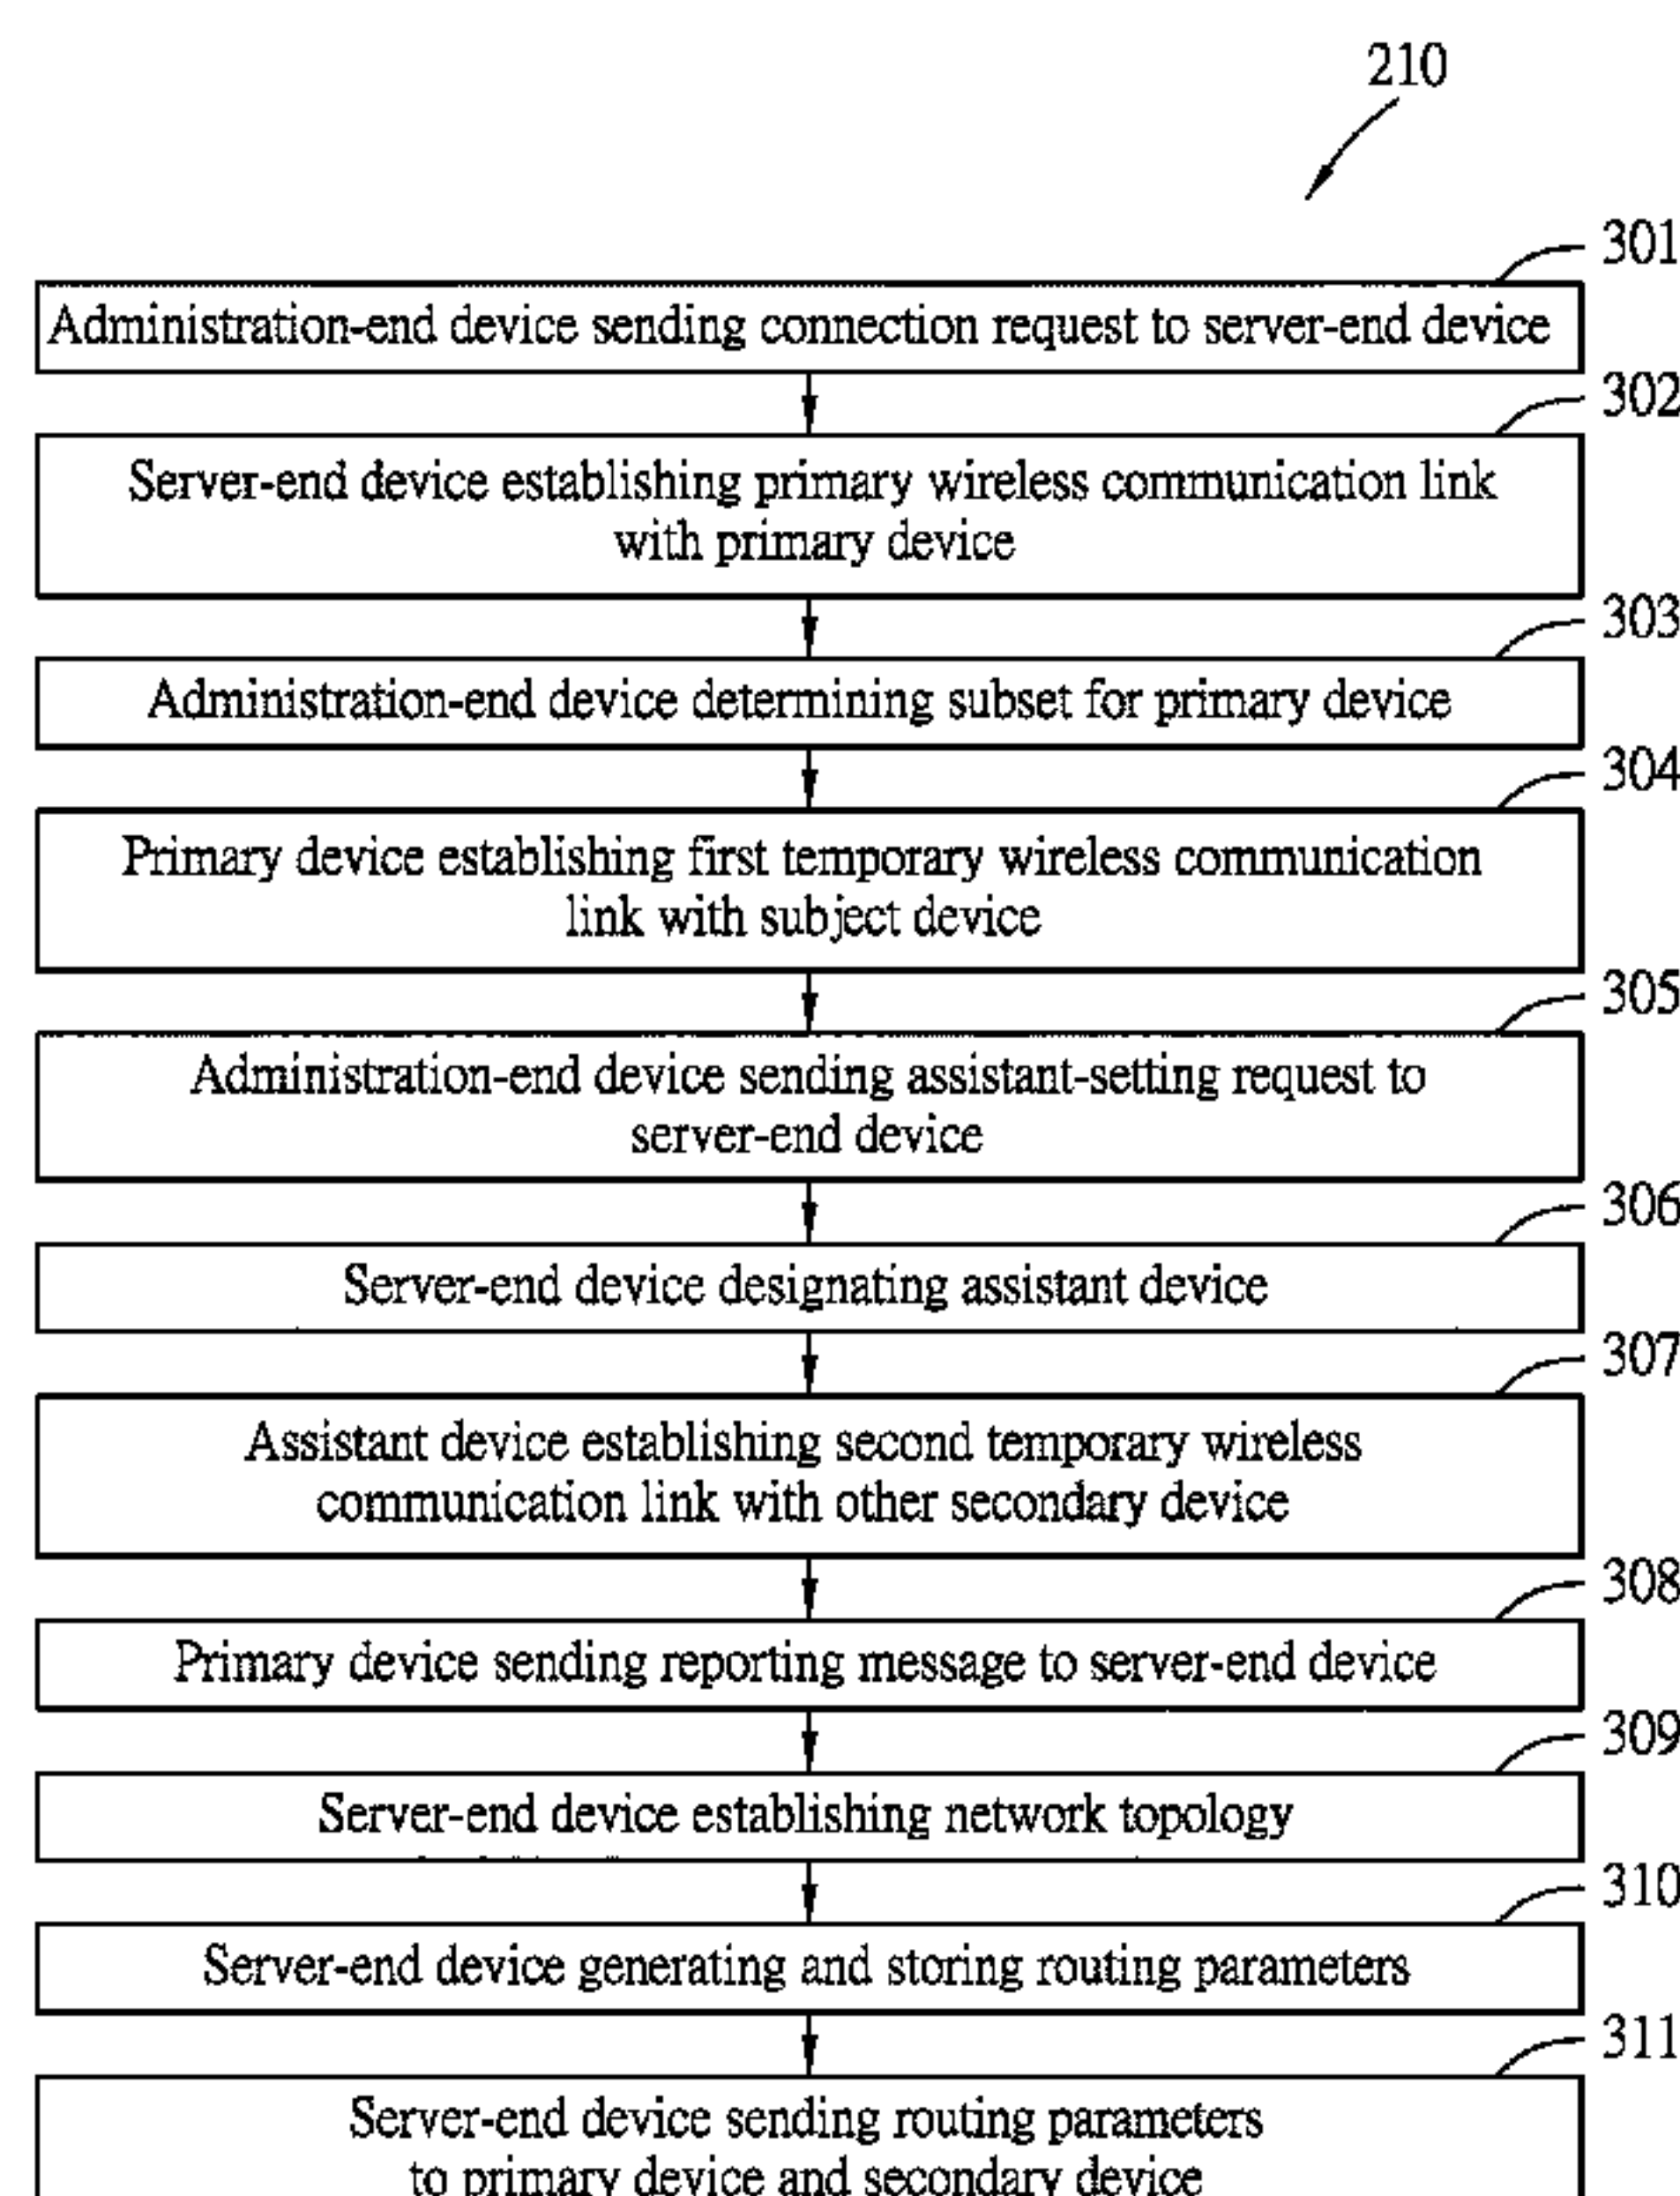 210
301
Administration-end device sending connection request to server-end device
302
Server-end device establishing primary wireless communication link
with primary device
303
Administration-end device determining subset for primary device
304
Primary device establishing first temporary wireless communication
link with subject device
305
Administration-end device sending assistant-setting request to
server-end device
306
Server-end device designating assistant device
307
Assistant device establishing second temporary wireless
communication link with other secondary device
308
Primary device sending reporting message to server-end device
309
Server-end device establishing network topology
310
Server-end device generating and storing routing parameters
311
Server-end device sending routing parameters
to primary device and secondary device